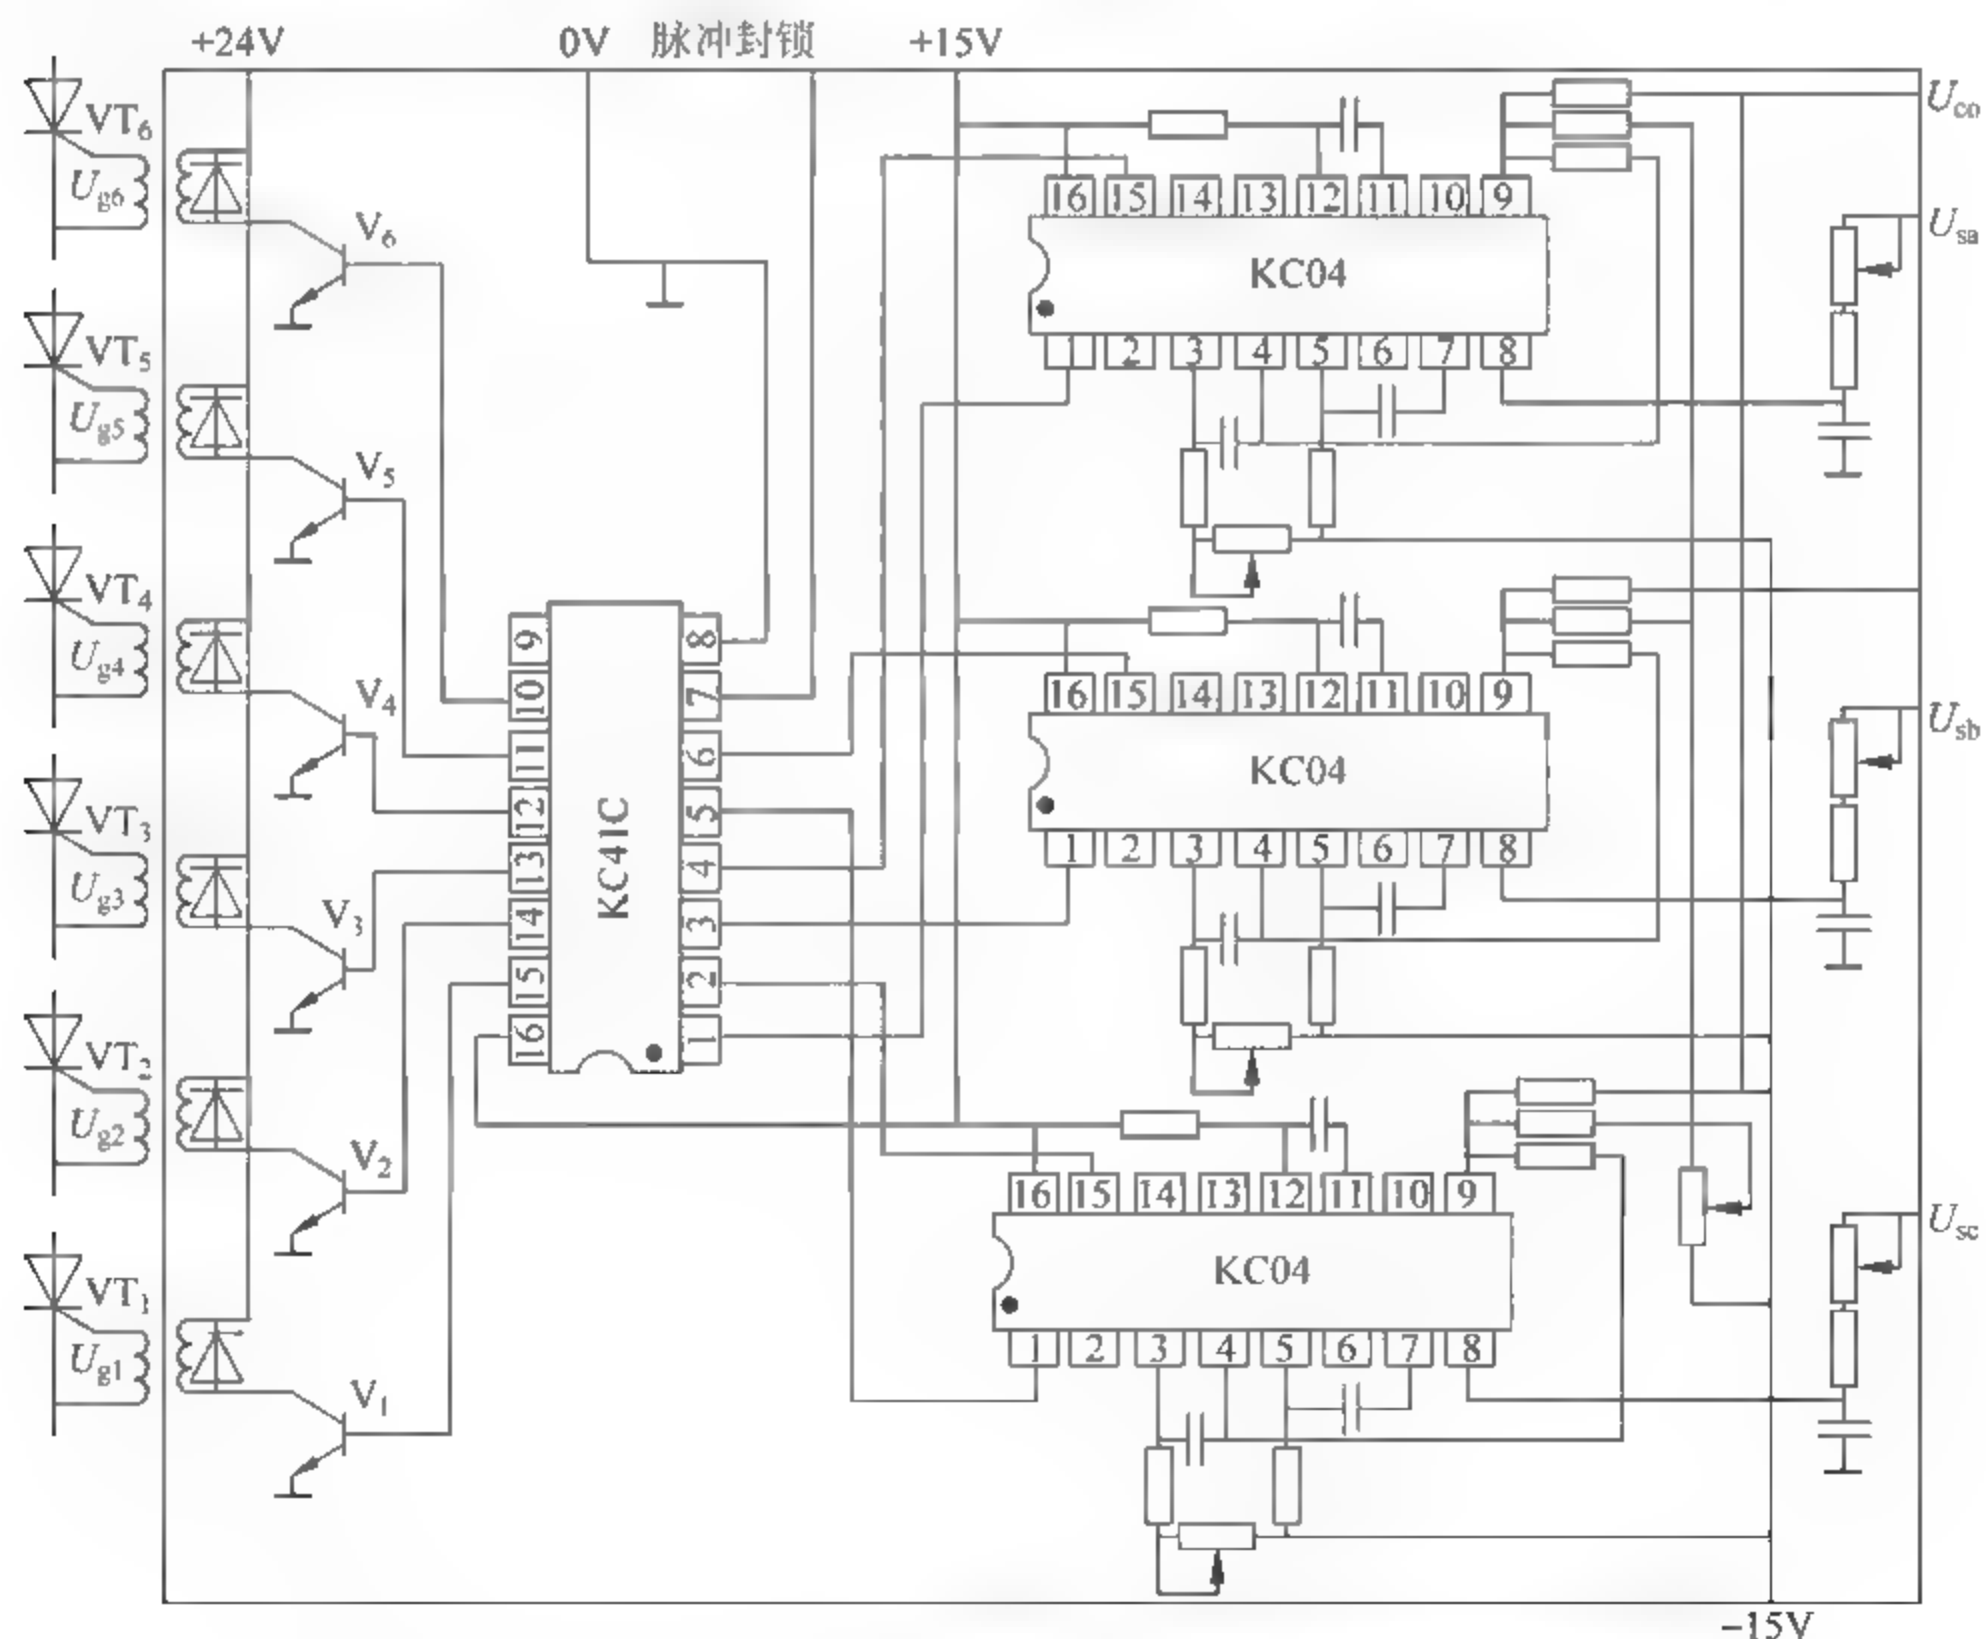 +24V 0V 脉冲封锁 +15V
VT6
Ug6
V6
VT5
Ug5
V5
VT4
Ug4
V4
VT3
Ug3
V3
VT2
Ug2
V2
VT1
Ug1
V1
9 10 11 12 13 14 15 16
KC41C
8 7 6 5 4 3 2 1
16 15 14 13 12 11 10 9
KC04
1 2 3 4 5 6 7 8
16 15 14 13 12 11 10 9
KC04
1 2 3 4 5 6 7 8
16 15 14 13 12 11 10 9
KC04
1 2 3 4 5 6 7 8
Uco
Usa
Usb
Usc
−15V